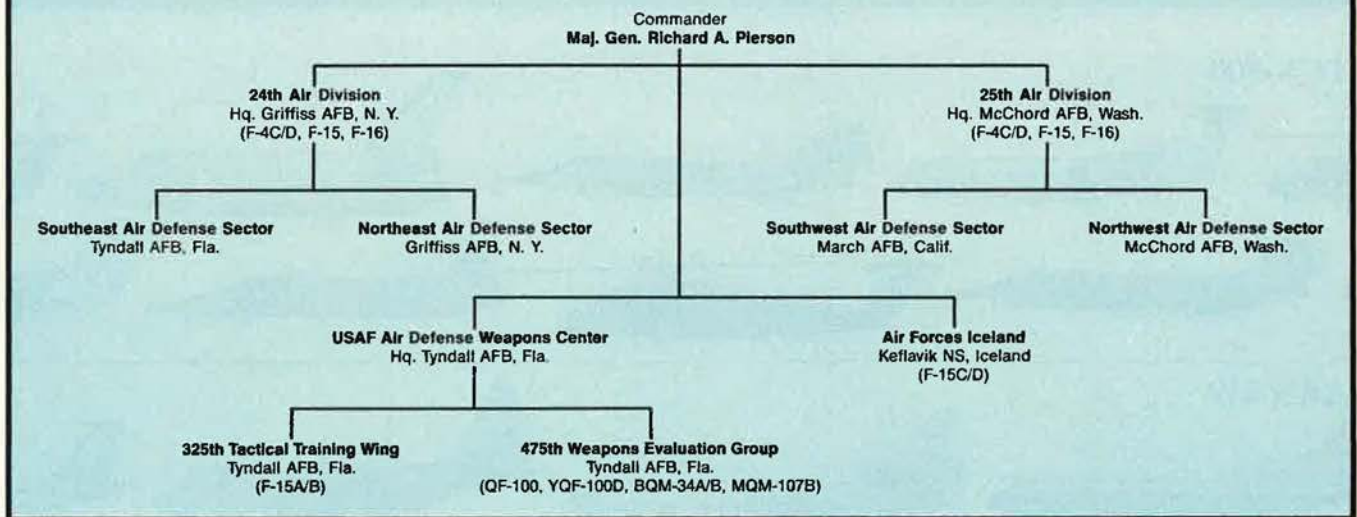 Commander
Maj. Gen. Richard A. Pierson
24th Air Division
Hq. Griffiss AFB, N. Y.
(F-4C/D, F-15, F-16)
25th Air Division
Hq. McChord AFB, Wash.
(F-4C/D, F-15, F-16)
Southeast Air Defense Sector
Tyndall AFB, Fla.
Northeast Air Defense Sector
Griffiss AFB, N. Y.
Southwest Air Defense Sector
March AFB, Calif.
Northwest Air Defense Sector
McChord AFB, Wash.
USAF Air Defense Weapons Center
Hq. Tyndall AFB, Fla.
Air Forces Iceland
Keflavik NS, Iceland
(F-15C/D)
325th Tactical Training Wing
Tyndall AFB, Fla.
(F-15A/B)
475th Weapons Evaluation Group
Tyndall AFB, Fla.
(QF-100, YQF-100D, BQM-34A/B, MQM-107B)